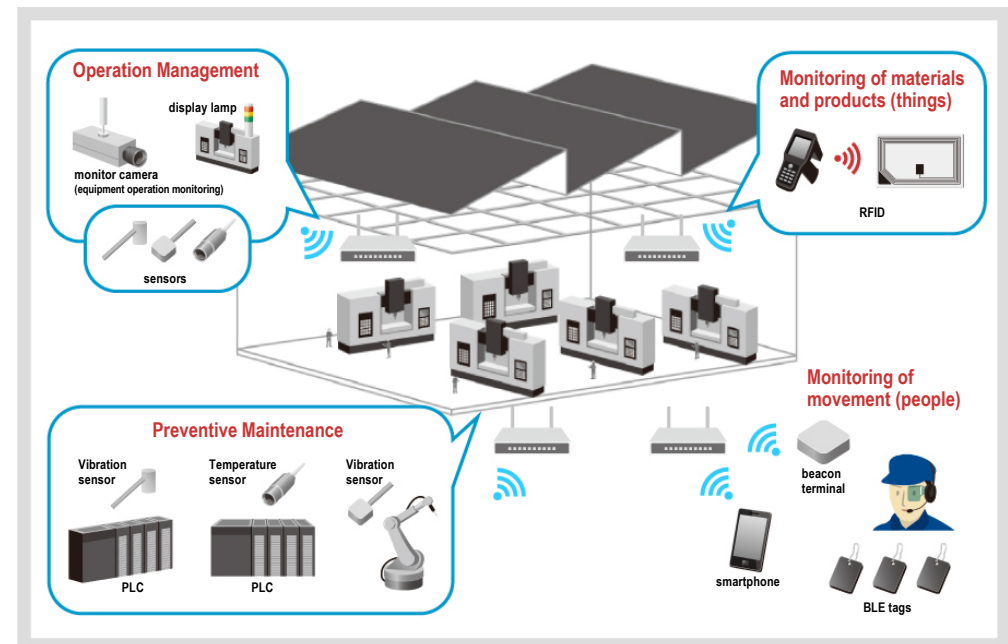 Operation Management
display lamp
monitor camera
(equipment operation monitoring)
sensors
Monitoring of materials
and products (things)
RFID
Preventive Maintenance
Vibration
sensor
Temperature
sensor
Vibration
sensor
PLC
PLC
Monitoring of
movement (people)
beacon
terminal
smartphone
BLE tags